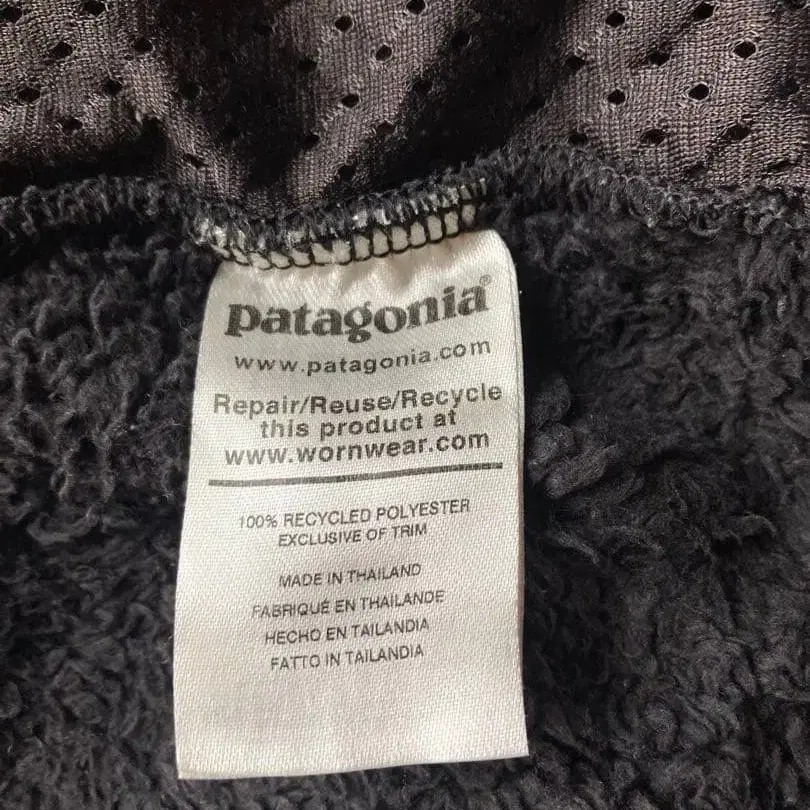 patagonia®
www.patagonia.com
Repair/Reuse/Recycle
this product at
www.wornwear.com
100% RECYCLED POLYESTER
EXCLUSIVE OF TRIM
MADE IN THAILAND
FABRIQUÉ EN THAILANDE
HECHO EN TAILANDIA
FATTO IN TAILANDIA